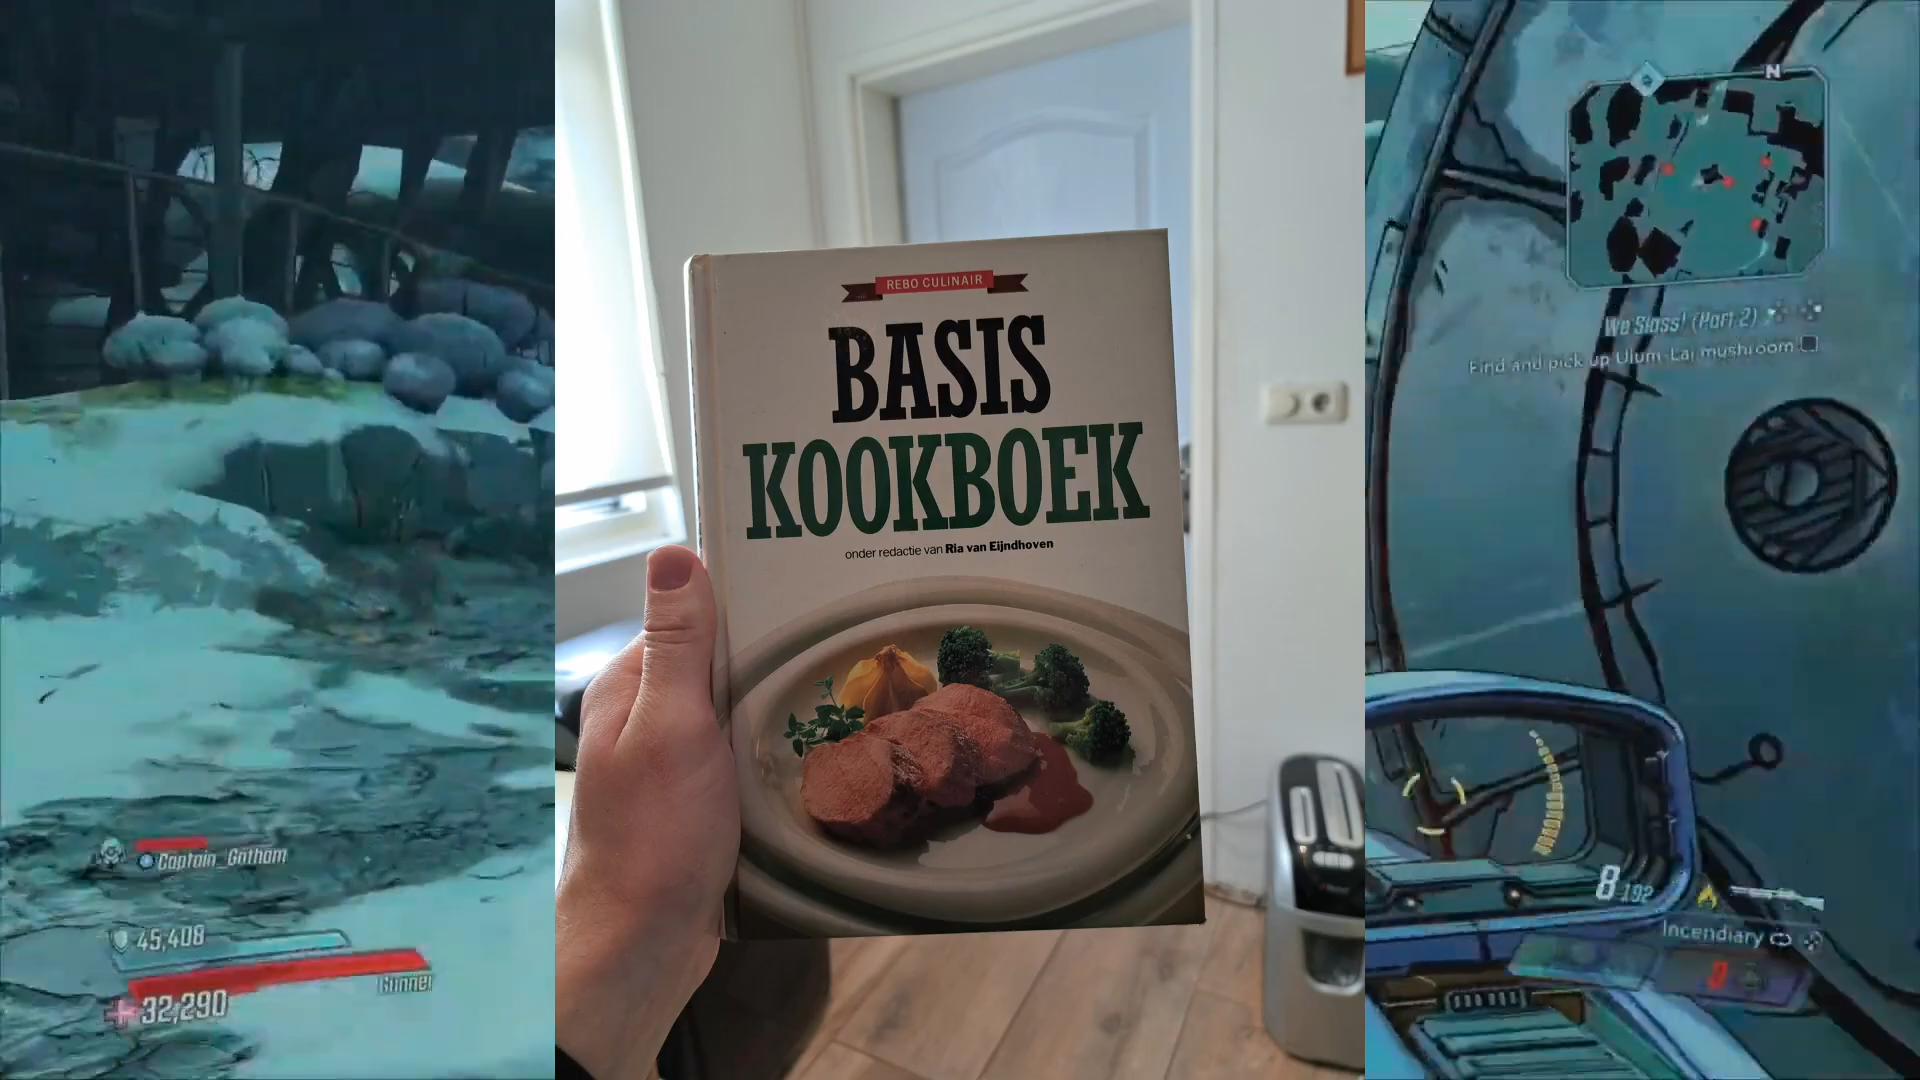 REBO CULINAIR
BASIS
KOOKBOEK
onder redactie van Ria van Eijndhoven
Captain_Gotham
45,408
Gunner
32,290
N
We Slass! (Part 2)
Find and pick up Ulum-Lai mushroom
8 192
Incendiary
0